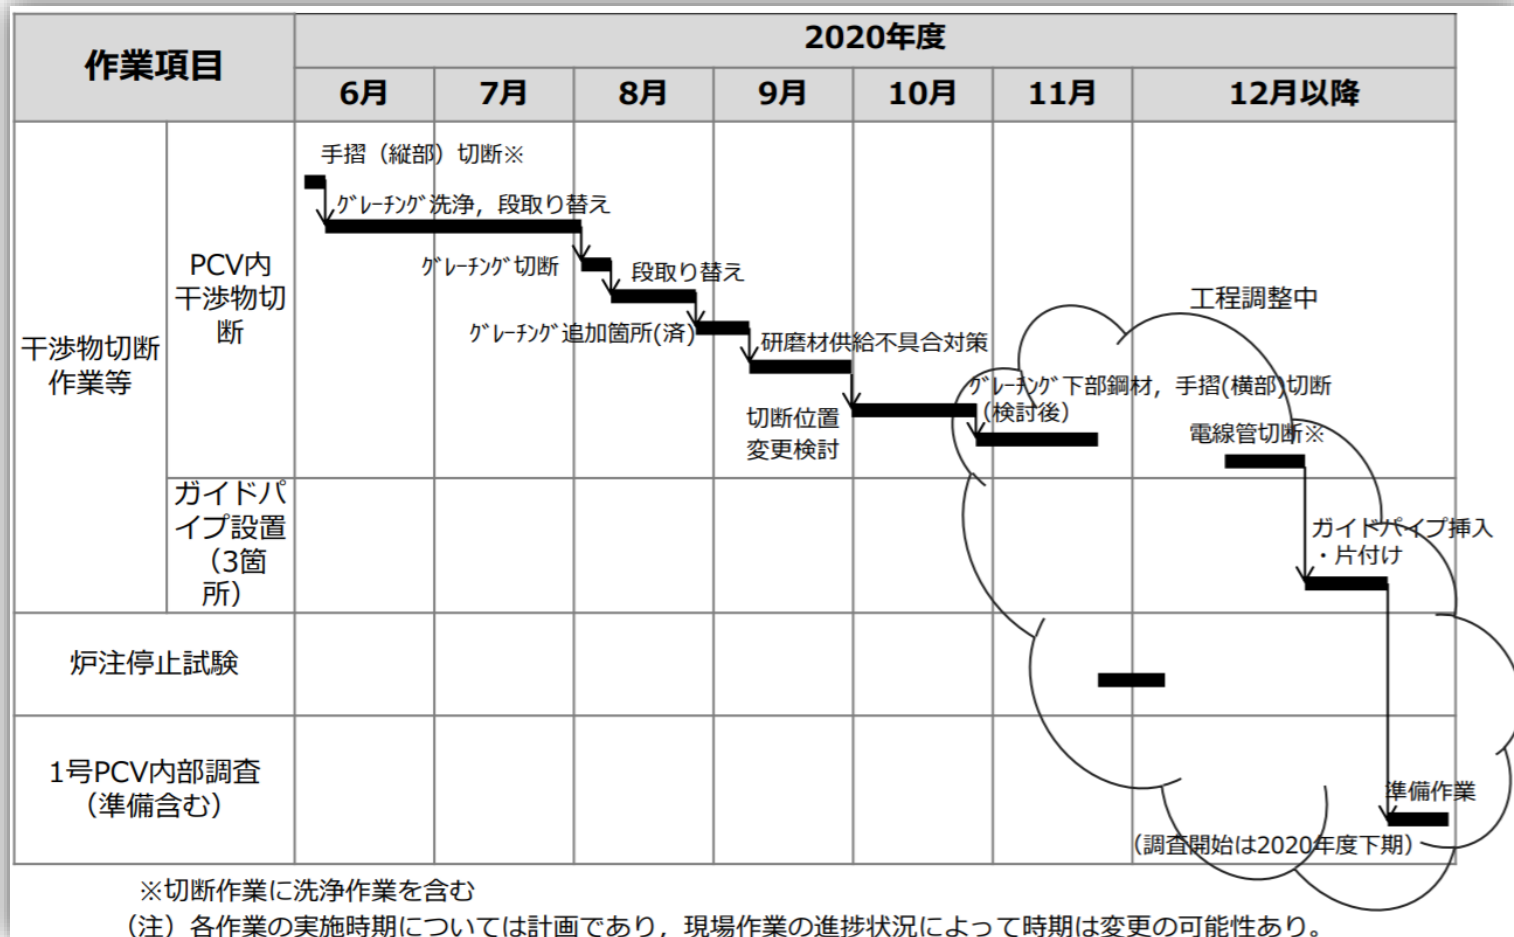 作業項目
2020年度
6月
7月
8月
9月
10月
11月
12月以降
干渉物切断
作業等
PCV内
干渉物切
断
手摺（縦部）切断※
ｸﾞﾚｰﾁﾝｸﾞ洗浄，段取り替え
ｸﾞﾚｰﾁﾝｸﾞ切断
段取り替え
ｸﾞﾚｰﾁﾝｸﾞ追加箇所(済)
研磨材供給不具合対策
切断位置
変更検討
工程調整中
ｸﾞﾚｰﾁﾝｸﾞ下部鋼材，手摺(横部)切断
（検討後）
電線管切断※
ガイドパ
イプ設置
（3箇
所）
ガイドパイプ挿入
・片付け
炉注停止試験
1号PCV内部調査
（準備含む）
準備作業
（調査開始は2020年度下期）
※切断作業に洗浄作業を含む
（注）各作業の実施時期については計画であり，現場作業の進捗状況によって時期は変更の可能性あり。